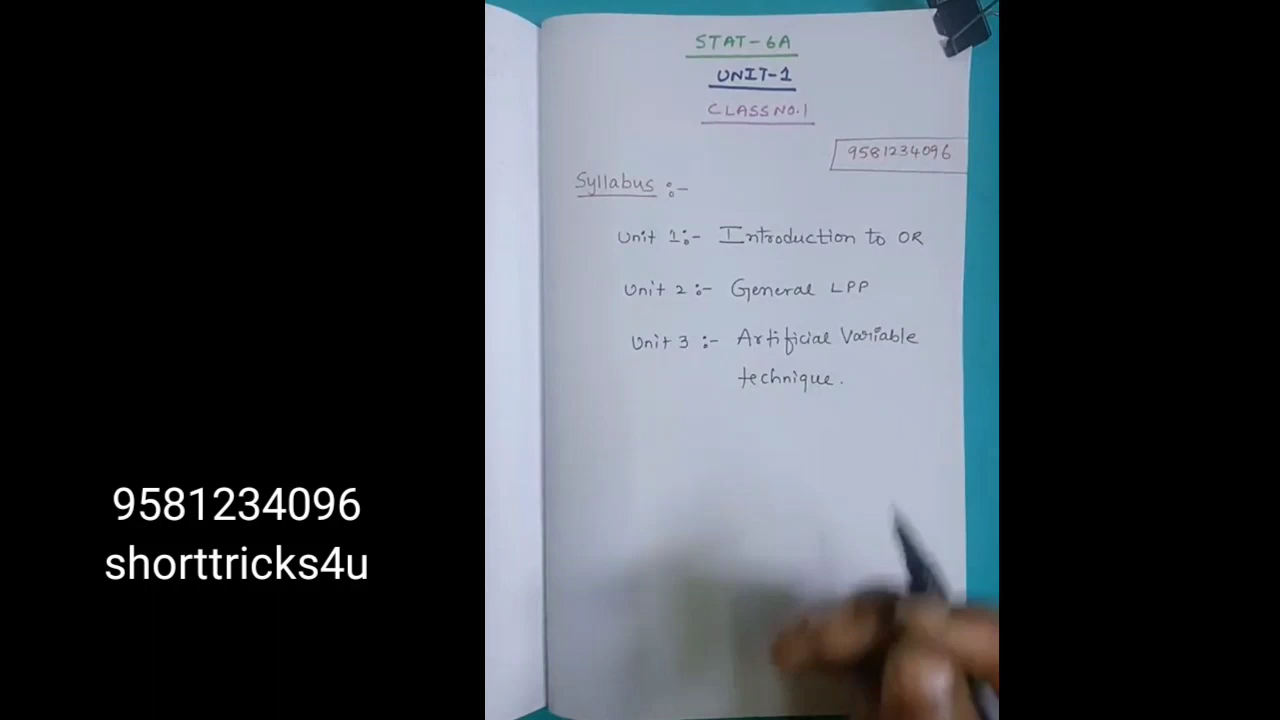 STAT-6A
UNIT-1
CLASS NO.1
9581234096
Syllabus :-
Unit 1:- Introduction to OR
Unit 2 :- General LPP
Unit 3 :- Artificial Variable
technique.
9581234096
shorttricks4u